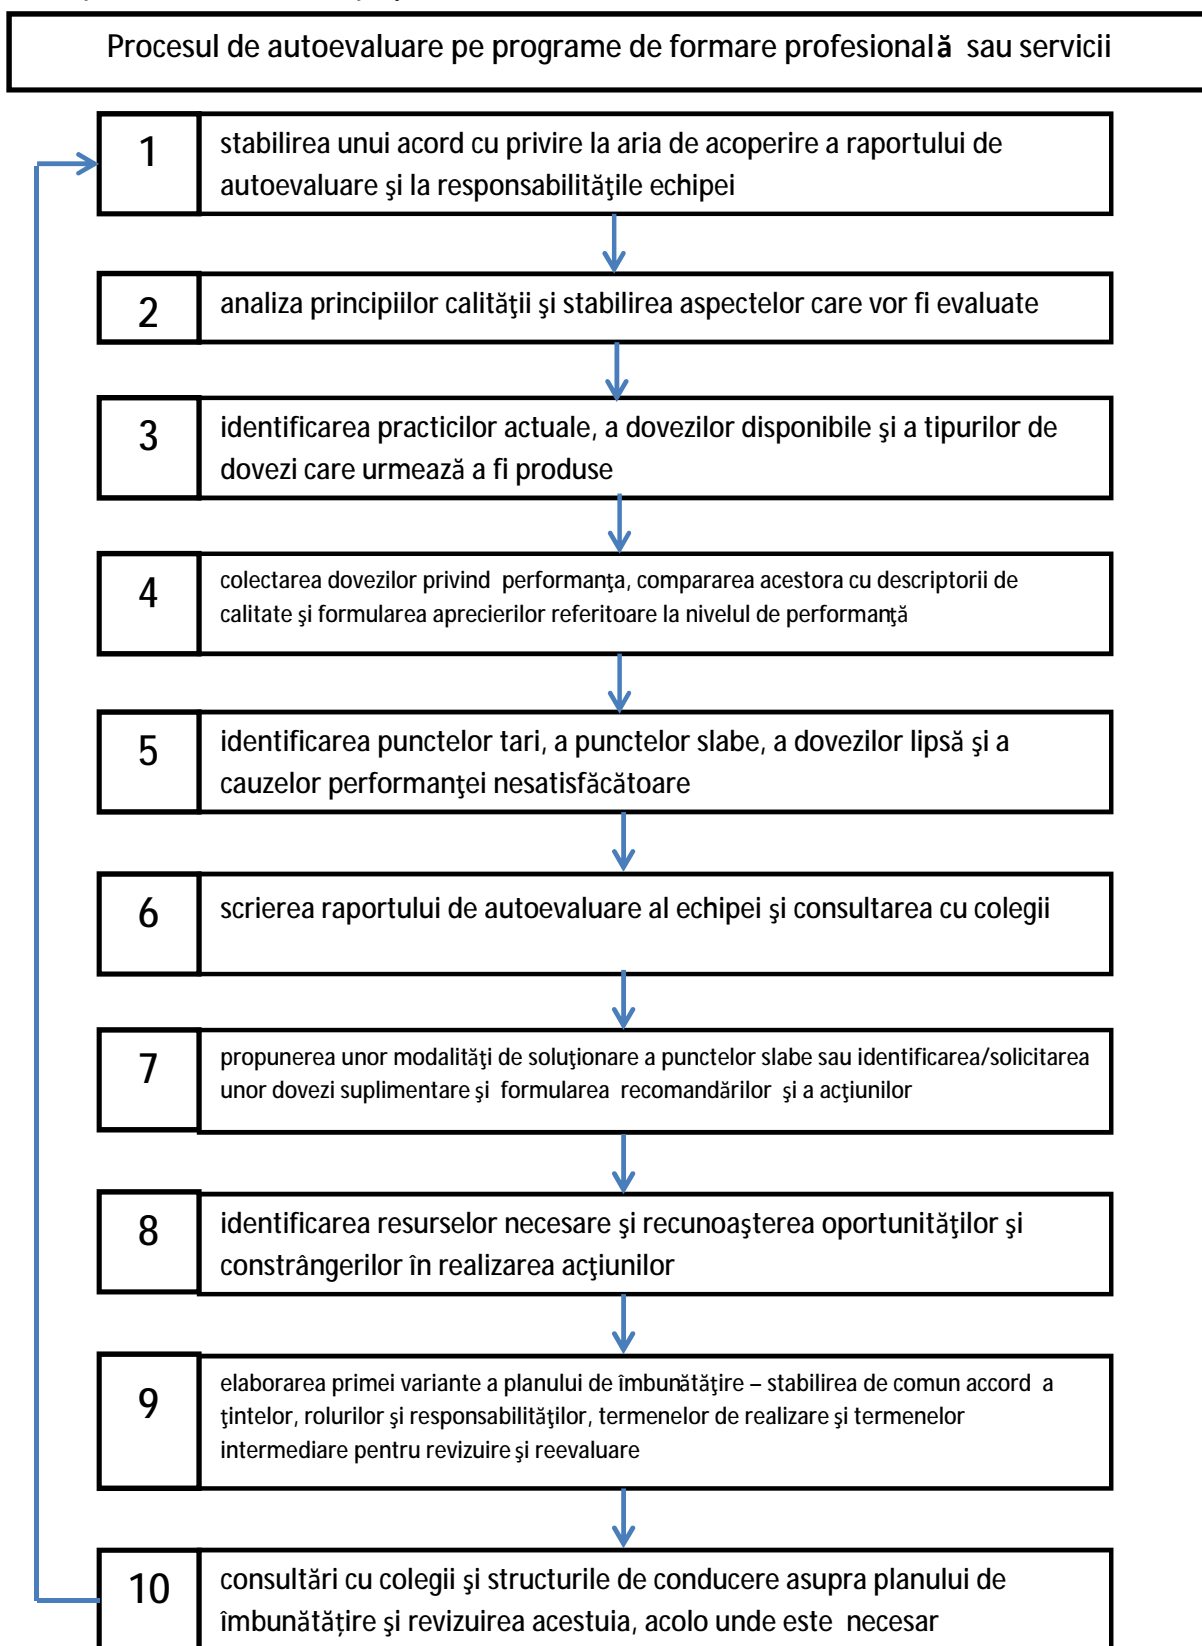 Procesul de autoevaluare pe programe de formare profesională sau servicii
1
stabilirea unui acord cu privire la aria de acoperire a raportului de
autoevaluare şi la responsabilităţile echipei
2
analiza principiilor calităţii şi stabilirea aspectelor care vor fi evaluate
3
identificarea practicilor actuale, a dovezilor disponibile şi a tipurilor de
dovezi care urmează a fi produse
4
colectarea dovezilor privind performanţa, compararea acestora cu descriptorii de
calitate şi formularea aprecierilor referitoare la nivelul de performanţă
5
identificarea punctelor tari, a punctelor slabe, a dovezilor lipsă şi a
cauzelor performanţei nesatisfăcătoare
6
scrierea raportului de autoevaluare al echipei şi consultarea cu colegii
7
propunerea unor modalităţi de soluţionare a punctelor slabe sau identificarea/solicitarea
unor dovezi suplimentare şi formularea recomandărilor şi a acţiunilor
8
identificarea resurselor necesare şi recunoaşterea oportunităţilor şi
constrângerilor în realizarea acţiunilor
9
elaborarea primei variante a planului de îmbunătăţire – stabilirea de comun accord a
ţintelor, rolurilor şi responsabilităţilor, termenelor de realizare şi termenelor
intermediare pentru revizuire şi reevaluare
10
consultări cu colegii şi structurile de conducere asupra planului de
îmbunătățire şi revizuirea acestuia, acolo unde este necesar